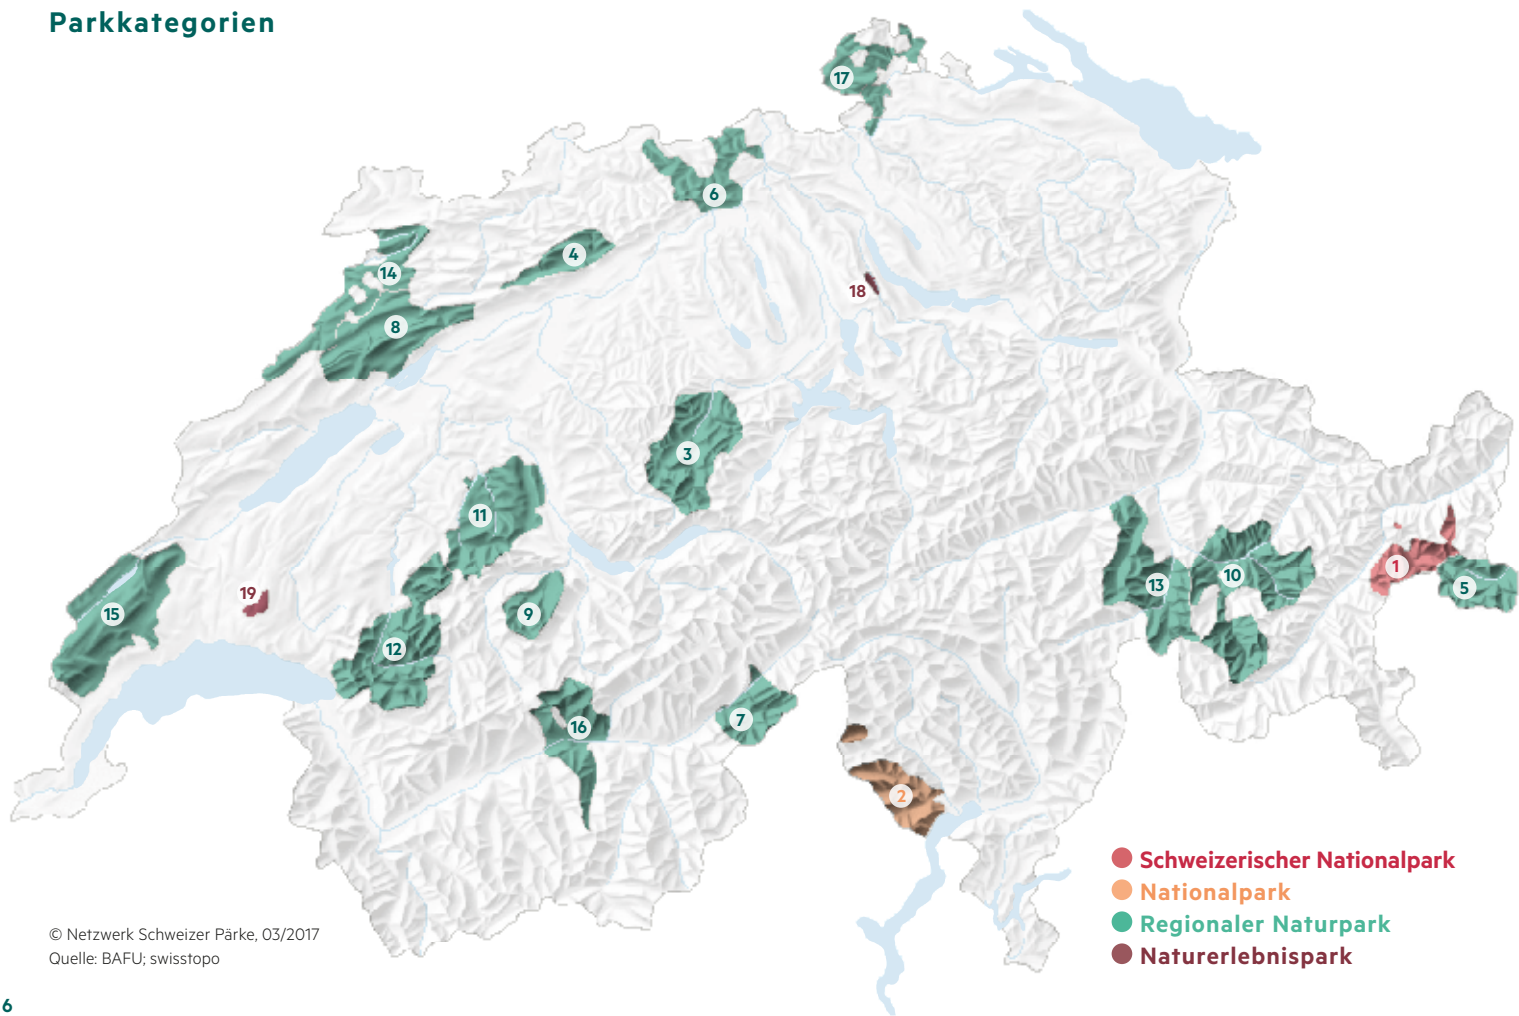 Parkkategorien
17
6
4
14
18
8
3
11
1
13
10
5
19
15
9
12
7
16
2
Schweizerischer Nationalpark
Nationalpark
Regionaler Naturpark
Naturerlebnispark
© Netzwerk Schweizer Pärke, 03/2017
Quelle: BAFU; swisstopo
6